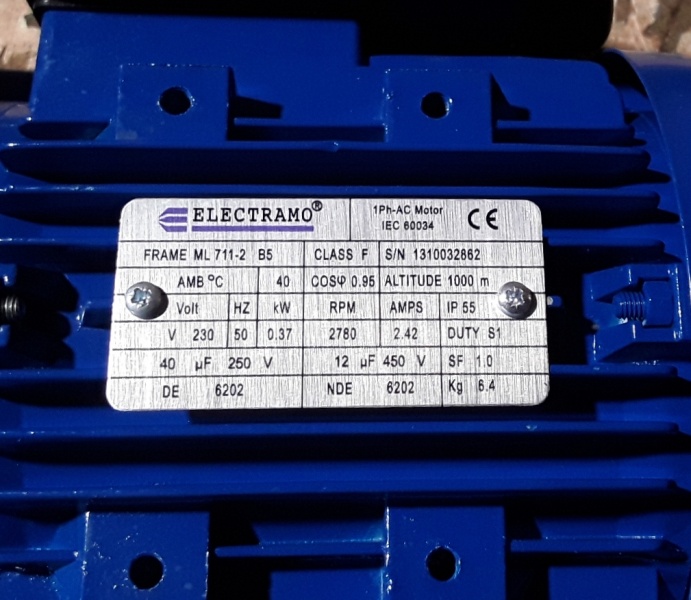 ELECTRAMO® 1Ph-AC Motor CE
IEC 60034
FRAME ML 711-2 B5 CLASS F S/N 1310032862
AMB °C 40 COSφ 0.95 ALTITUDE 1000 m
Volt HZ kW RPM AMPS IP 55
V 230 50 0.37 2780 2.42 DUTY S1
40 µF 250 V 12 µF 450 V SF 1.0
DE 6202 NDE 6202 Kg 6.4